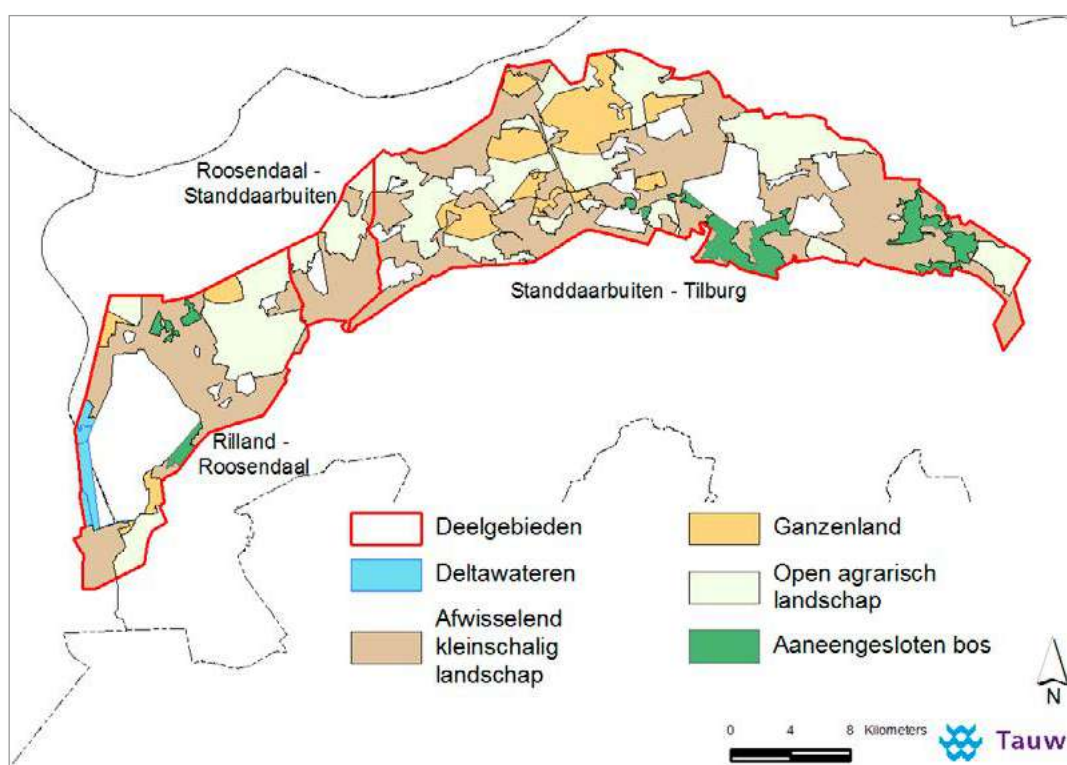 Roosendaal -
Standdaarbuiten
Standdaarbuiten - Tilburg
Rilland -
Roosendaal
Deelgebieden
Deltawateren
Afwisselend
kleinschalig
landschap
Ganzenland
Open agrarisch
landschap
Aaneengesloten bos
N
0 4 8 Kilometers
Tauw